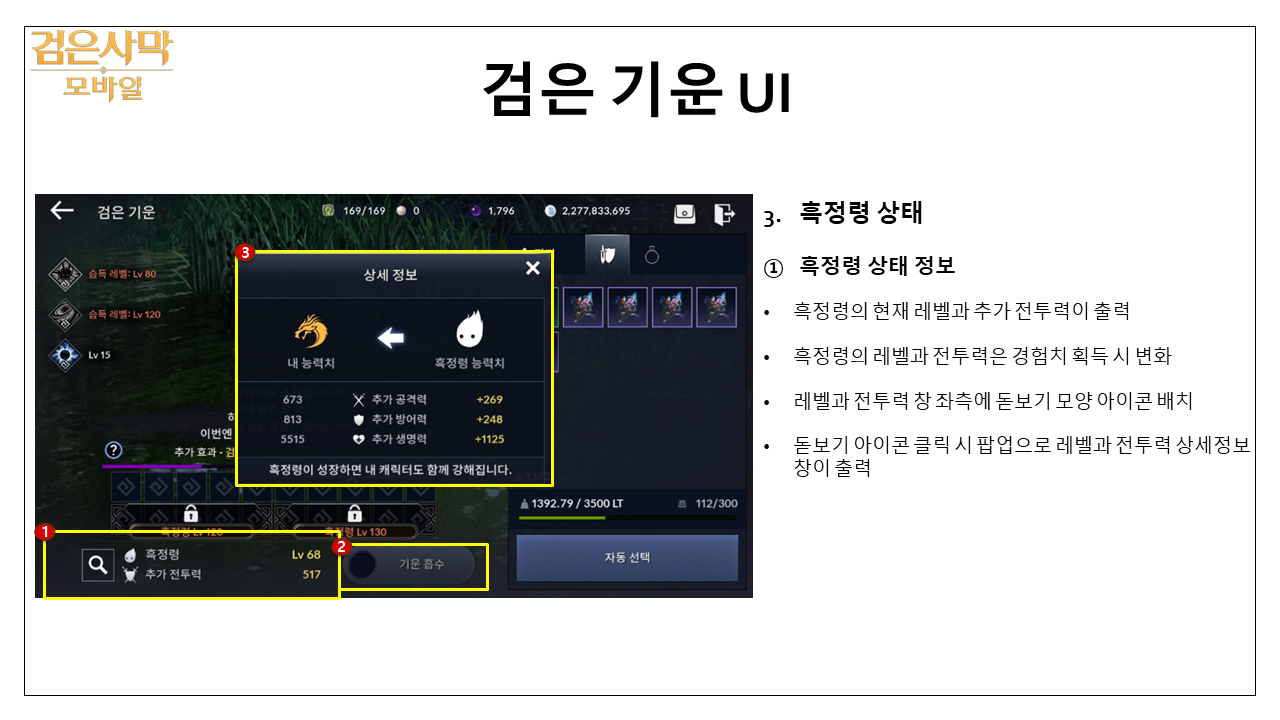 검은사막
모바일
검은 기운 UI
검은 기운
169/169
0
1,796
2,277,833,695
습득 레벨: Lv 80
습득 레벨: Lv 120
Lv 15
3
상세 정보
내 능력치
흑정령 능력치
673 추가 공격력 +269
813 추가 방어력 +248
5515 추가 생명력 +1125
흑정령이 성장하면 내 캐릭터도 함께 강해집니다.
이번엔
?
추가 효과 - 검
흑정령 Lv 120
흑정령 Lv 130
1
흑정령 Lv 68
추가 전투력 517
2
기운 흡수
1392.79 / 3500 LT
112/300
자동 선택
3. 흑정령 상태
① 흑정령 상태 정보
• 흑정령의 현재 레벨과 추가 전투력이 출력
• 흑정령의 레벨과 전투력은 경험치 획득 시 변화
• 레벨과 전투력 창 좌측에 돋보기 모양 아이콘 배치
• 돋보기 아이콘 클릭 시 팝업으로 레벨과 전투력 상세정보
창이 출력